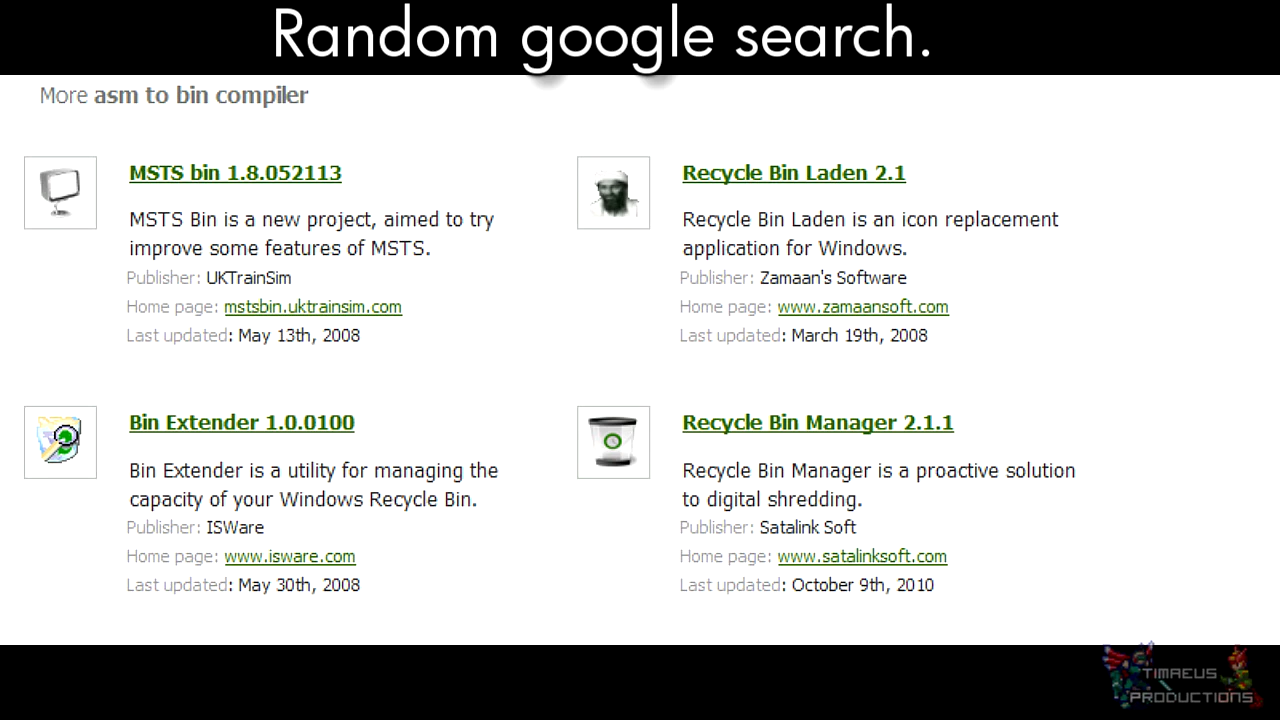 Random google search.
More asm to bin compiler
MSTS bin 1.8.052113
MSTS Bin is a new project, aimed to try
improve some features of MSTS.
Publisher: UKTrainSim
Home page: mstsbin.uktrainsim.com
Last updated: May 13th, 2008
Recycle Bin Laden 2.1
Recycle Bin Laden is an icon replacement
application for Windows.
Publisher: Zamaan's Software
Home page: www.zamaansoft.com
Last updated: March 19th, 2008
Bin Extender 1.0.0100
Bin Extender is a utility for managing the
capacity of your Windows Recycle Bin.
Publisher: ISWare
Home page: www.isware.com
Last updated: May 30th, 2008
Recycle Bin Manager 2.1.1
Recycle Bin Manager is a proactive solution
to digital shredding.
Publisher: Satalink Soft
Home page: www.satalinksoft.com
Last updated: October 9th, 2010
TIMAEUS
PRODUCTIONS